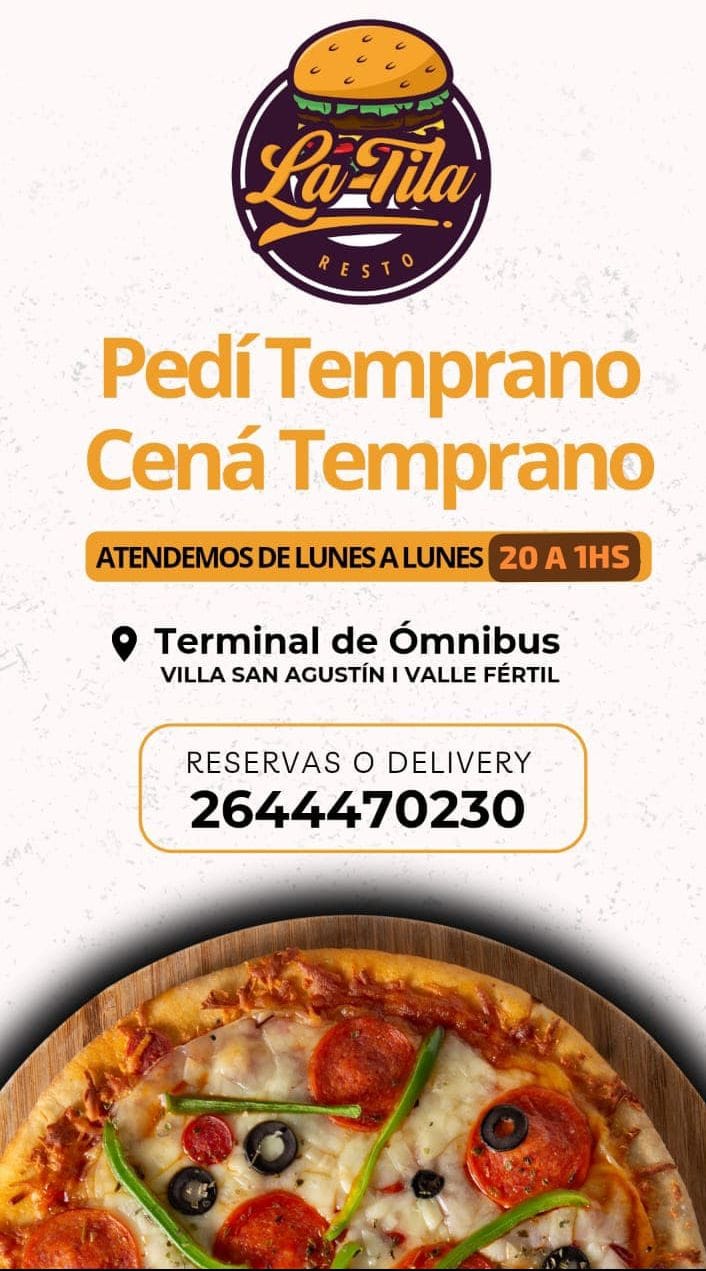 La Tila
RESTO
Pedí Temprano
Cená Temprano
ATENDEMOS DE LUNES A LUNES 20 A 1HS
Terminal de Ómnibus
VILLA SAN AGUSTÍN I VALLE FÉRTIL
RESERVAS O DELIVERY
2644470230